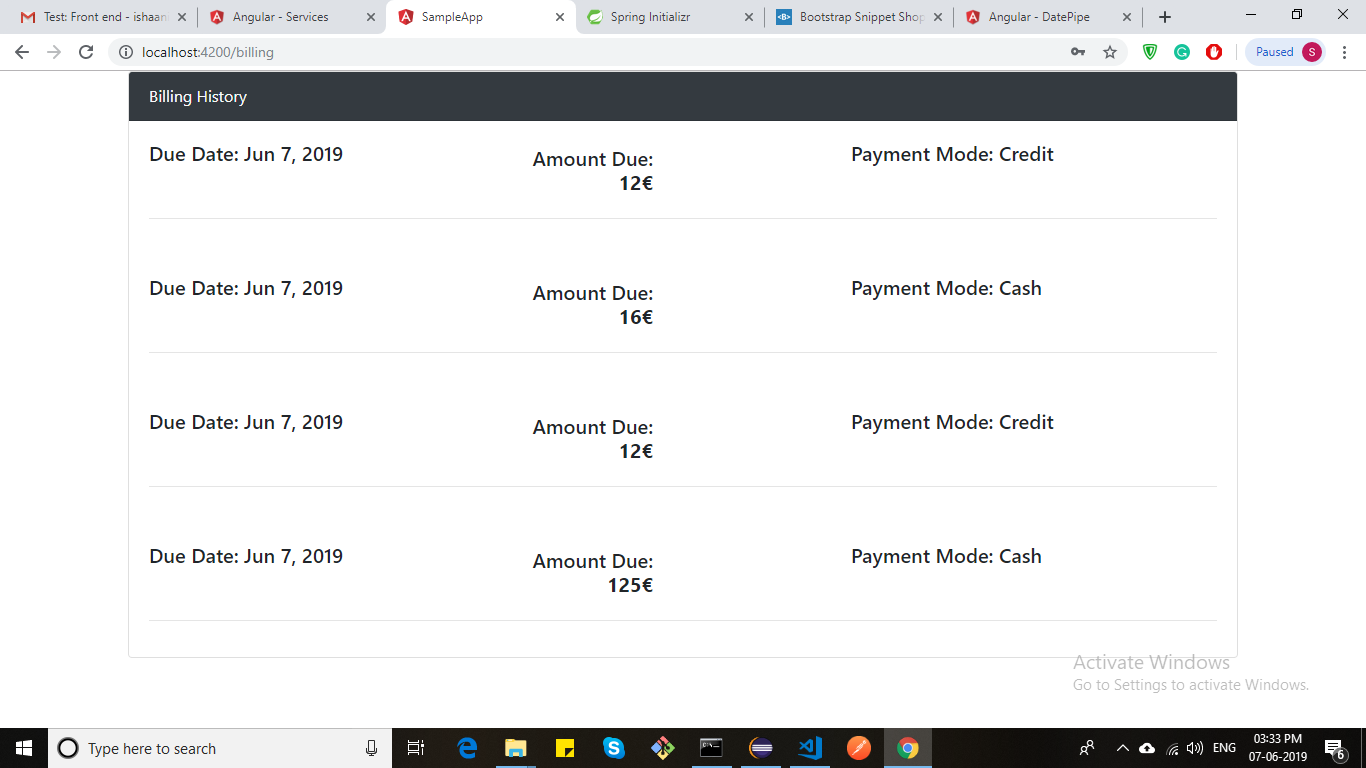 Test: Front end - ishaani
Angular - Services
SampleApp
Spring Initializr
Bootstrap Snippet Shop
Angular - DatePipe
localhost:4200/billing
Paused
S
Billing History
Due Date: Jun 7, 2019
Amount Due:
12€
Payment Mode: Credit
Due Date: Jun 7, 2019
Amount Due:
16€
Payment Mode: Cash
Due Date: Jun 7, 2019
Amount Due:
12€
Payment Mode: Credit
Due Date: Jun 7, 2019
Amount Due:
125€
Payment Mode: Cash
Activate Windows
Go to Settings to activate Windows.
Type here to search
ENG
03:33 PM
07-06-2019
6